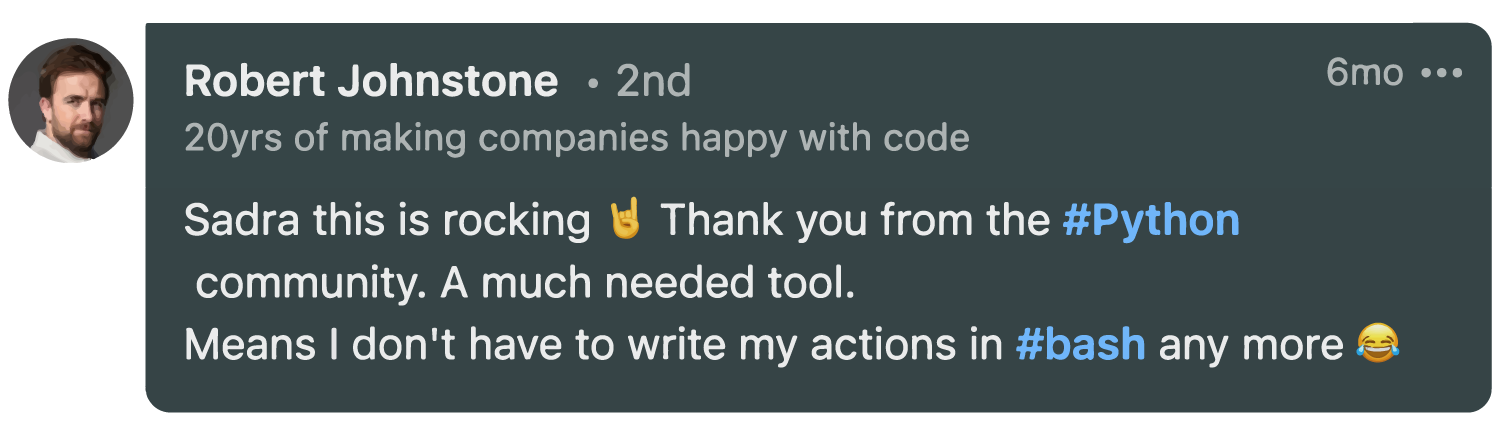 Robert Johnstone • 2nd
6mo •••
20yrs of making companies happy with code
Sadra this is rocking 🤘 Thank you from the #Python
community. A much needed tool.
Means I don't have to write my actions in #bash any more 😂